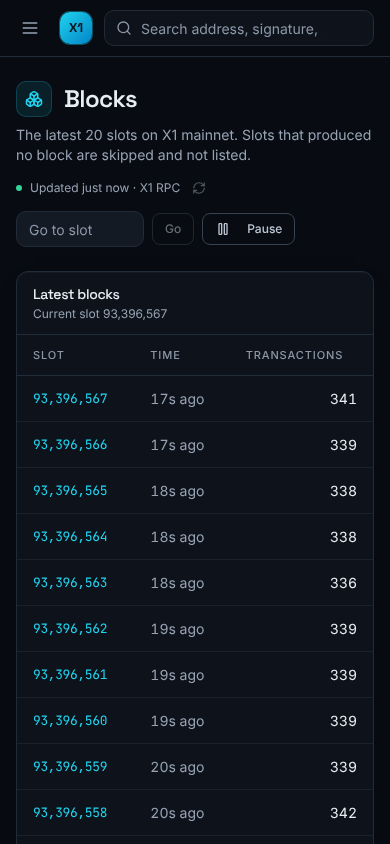 X1
Search address, signature,
Blocks
The latest 20 slots on X1 mainnet. Slots that produced
no block are skipped and not listed.
Updated just now · X1 RPC
Go to slot
Go
Pause
Latest blocks
Current slot 93,396,567
SLOT TIME TRANSACTIONS
93,396,567 17s ago 341
93,396,566 17s ago 339
93,396,565 18s ago 338
93,396,564 18s ago 338
93,396,563 18s ago 336
93,396,562 19s ago 339
93,396,561 19s ago 339
93,396,560 19s ago 339
93,396,559 20s ago 339
93,396,558 20s ago 342